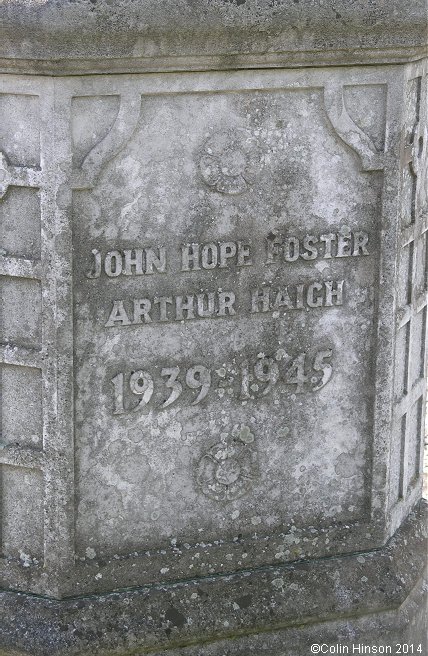 JOHN HOPE FOSTER
ARTHUR HAIGH
1939-1945
©Colin Hinson 2014